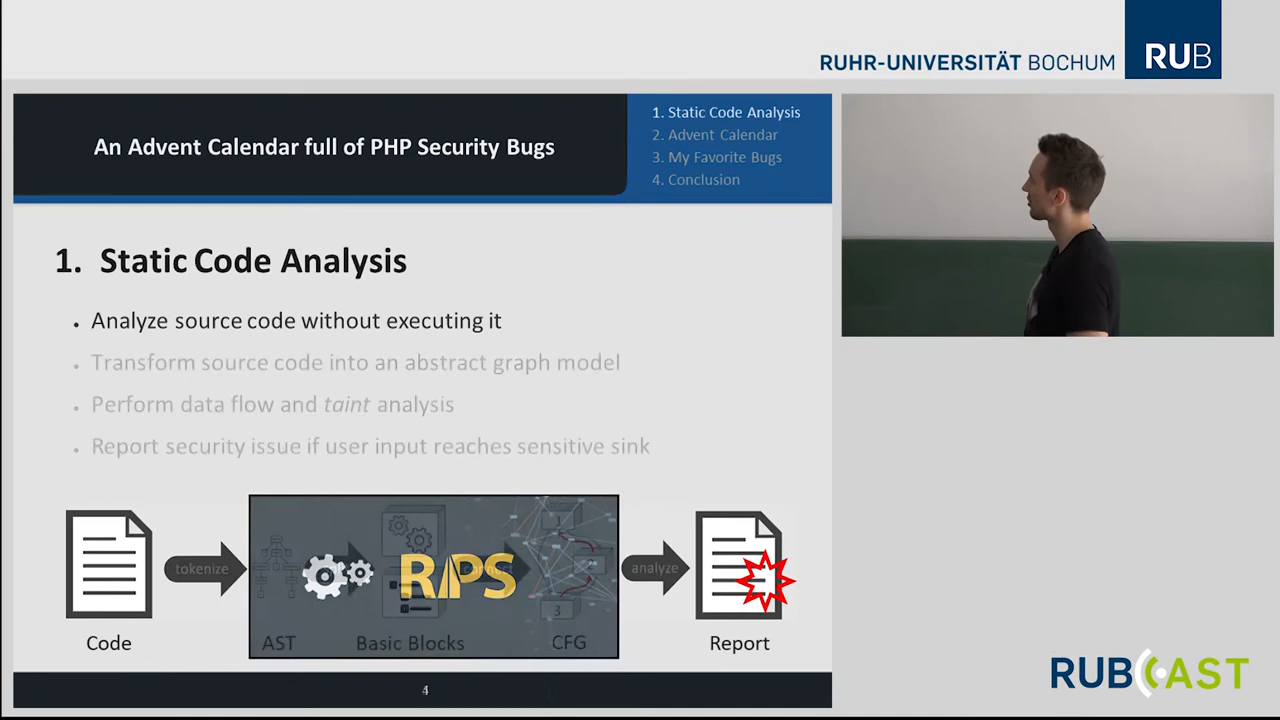 RUHR-UNIVERSITÄT BOCHUM
RUB
An Advent Calendar full of PHP Security Bugs
1. Static Code Analysis
2. Advent Calendar
3. My Favorite Bugs
4. Conclusion
1. Static Code Analysis
• Analyze source code without executing it
• Transform source code into an abstract graph model
• Perform data flow and taint analysis
• Report security issue if user input reaches sensitive sink
tokenize
RIPS
analyze
1
2
3
Code
AST
Basic Blocks
CFG
Report
4
RUBCAST